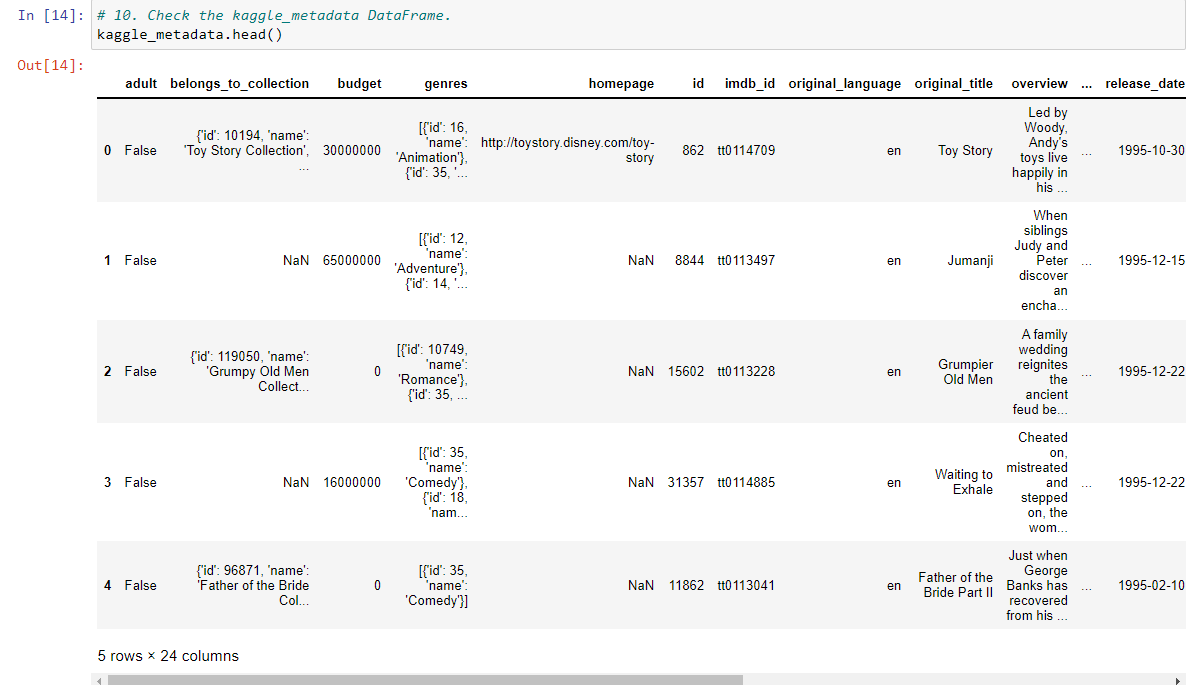 In [14]: # 10. Check the kaggle_metadata DataFrame.
kaggle_metadata.head()
Out[14]:
adult belongs_to_collection budget genres homepage id imdb_id original_language original_title overview ... release_date
0 False {'id': 10194, 'name': 'Toy Story Collection', ... 30000000 [{'id': 16, 'name': 'Animation'}, {'id': 35, '... http://toystory.disney.com/toy-story 862 tt0114709 en Toy Story Led by Woody, Andy's toys live happily in his ... ... 1995-10-30
1 False NaN 65000000 [{'id': 12, 'name': 'Adventure'}, {'id': 14, '... NaN 8844 tt0113497 en Jumanji When siblings Judy and Peter discover an encha... ... 1995-12-15
2 False {'id': 119050, 'name': 'Grumpy Old Men Collect... 0 [{'id': 10749, 'name': 'Romance'}, {'id': 35, ... NaN 15602 tt0113228 en Grumpier Old Men A family wedding reignites the ancient feud be... ... 1995-12-22
3 False NaN 16000000 [{'id': 35, 'name': 'Comedy'}, {'id': 18, 'nam... NaN 31357 tt0114885 en Waiting to Exhale Cheated on, mistreated and stepped on, the wom... ... 1995-12-22
4 False {'id': 96871, 'name': 'Father of the Bride Col... 0 [{'id': 35, 'name': 'Comedy'}] NaN 11862 tt0113041 en Father of the Bride Part II Just when George Banks has recovered from his ... ... 1995-02-10
5 rows × 24 columns